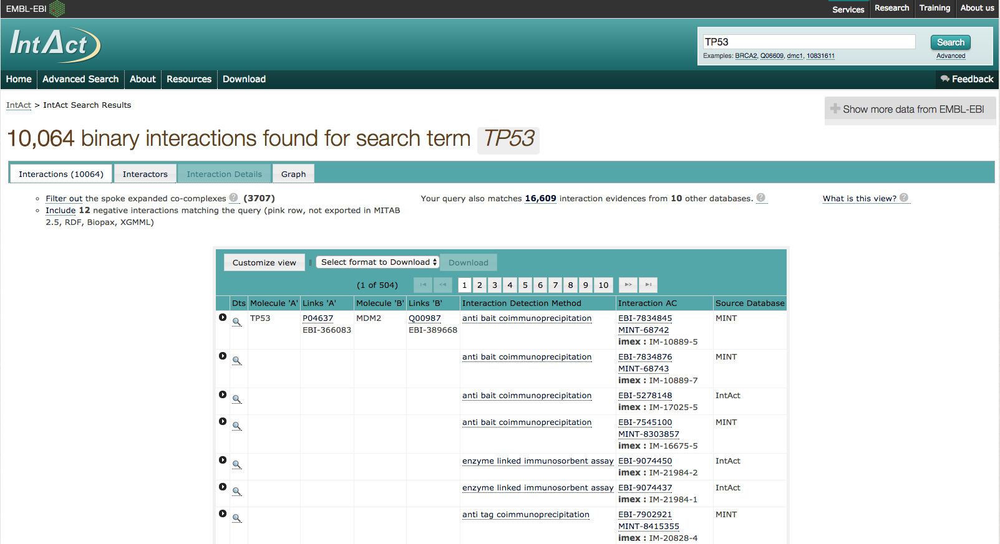 EMBL-EBI
Services Research Training About us
IntAct
TP53 Search
Examples: BRCA2, Q06609, dmc1, 10831611 Advanced
Home Advanced Search About Resources Download Feedback
IntAct > IntAct Search Results
Show more data from EMBL-EBI
10,064 binary interactions found for search term TP53
Interactions (10064) Interactors Interaction Details Graph
Filter out the spoke expanded co-complexes ? (3707)
Include 12 negative interactions matching the query (pink row, not exported in MITAB
2.5, RDF, Biopax, XGMML)
Your query also matches 16,609 interaction evidences from 10 other databases. ?
What is this view? ?
Customize view Select format to Download Download
(1 of 504) 1 2 3 4 5 6 7 8 9 10
Dts Molecule 'A' Links 'A' Molecule 'B' Links 'B' Interaction Detection Method Interaction AC Source Database
TP53 P04637 MDM2 Q00987 anti bait coimmunoprecipitation EBI-7834845 MINT
EBI-366083 EBI-389668 MINT-68742
imex : IM-10889-5
anti bait coimmunoprecipitation EBI-7834876 MINT
MINT-68743
imex : IM-10889-7
anti bait coimmunoprecipitation EBI-5278148 IntAct
imex : IM-17025-5
anti bait coimmunoprecipitation EBI-7545100 MINT
MINT-8303857
imex : IM-16675-5
enzyme linked immunosorbent assay EBI-9074450 IntAct
imex : IM-21984-2
enzyme linked immunosorbent assay EBI-9074437 IntAct
imex : IM-21984-1
anti tag coimmunoprecipitation EBI-7902921 MINT
MINT-8415355
imex : IM-20828-4